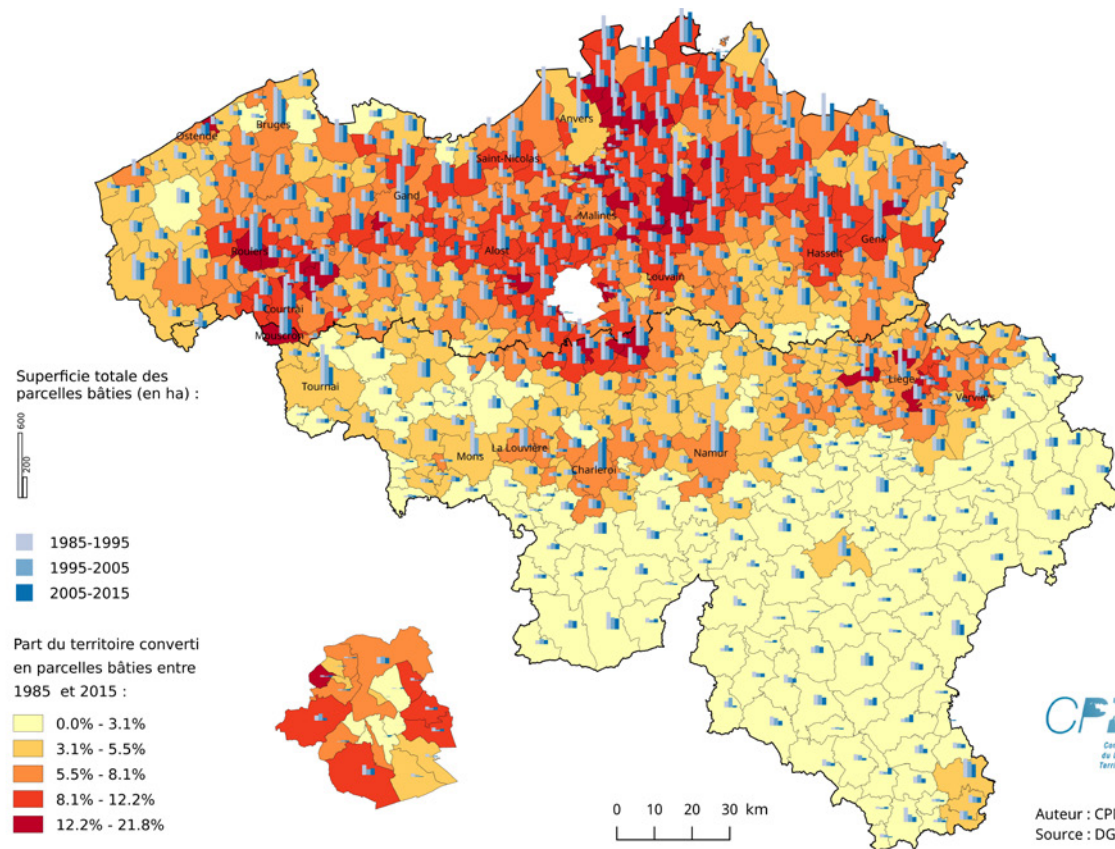 Anvers
Ostende
Bruges
Saint-Nicolas
Gand
Malines
Roulers
Alost
Hasselt
Genk
Louvain
Courtrai
Mouscron
Superficie totale des
parcelles bâties (en ha) :
600
200
Tournai
Liège
Verviers
La Louvière
Mons
Charleroi
Namur
1985-1995
1995-2005
2005-2015
Part du territoire converti
en parcelles bâties entre
1985 et 2015 :
0.0% - 3.1%
3.1% - 5.5%
5.5% - 8.1%
8.1% - 12.2%
12.2% - 21.8%
0 10 20 30 km
Auteur :
Source :